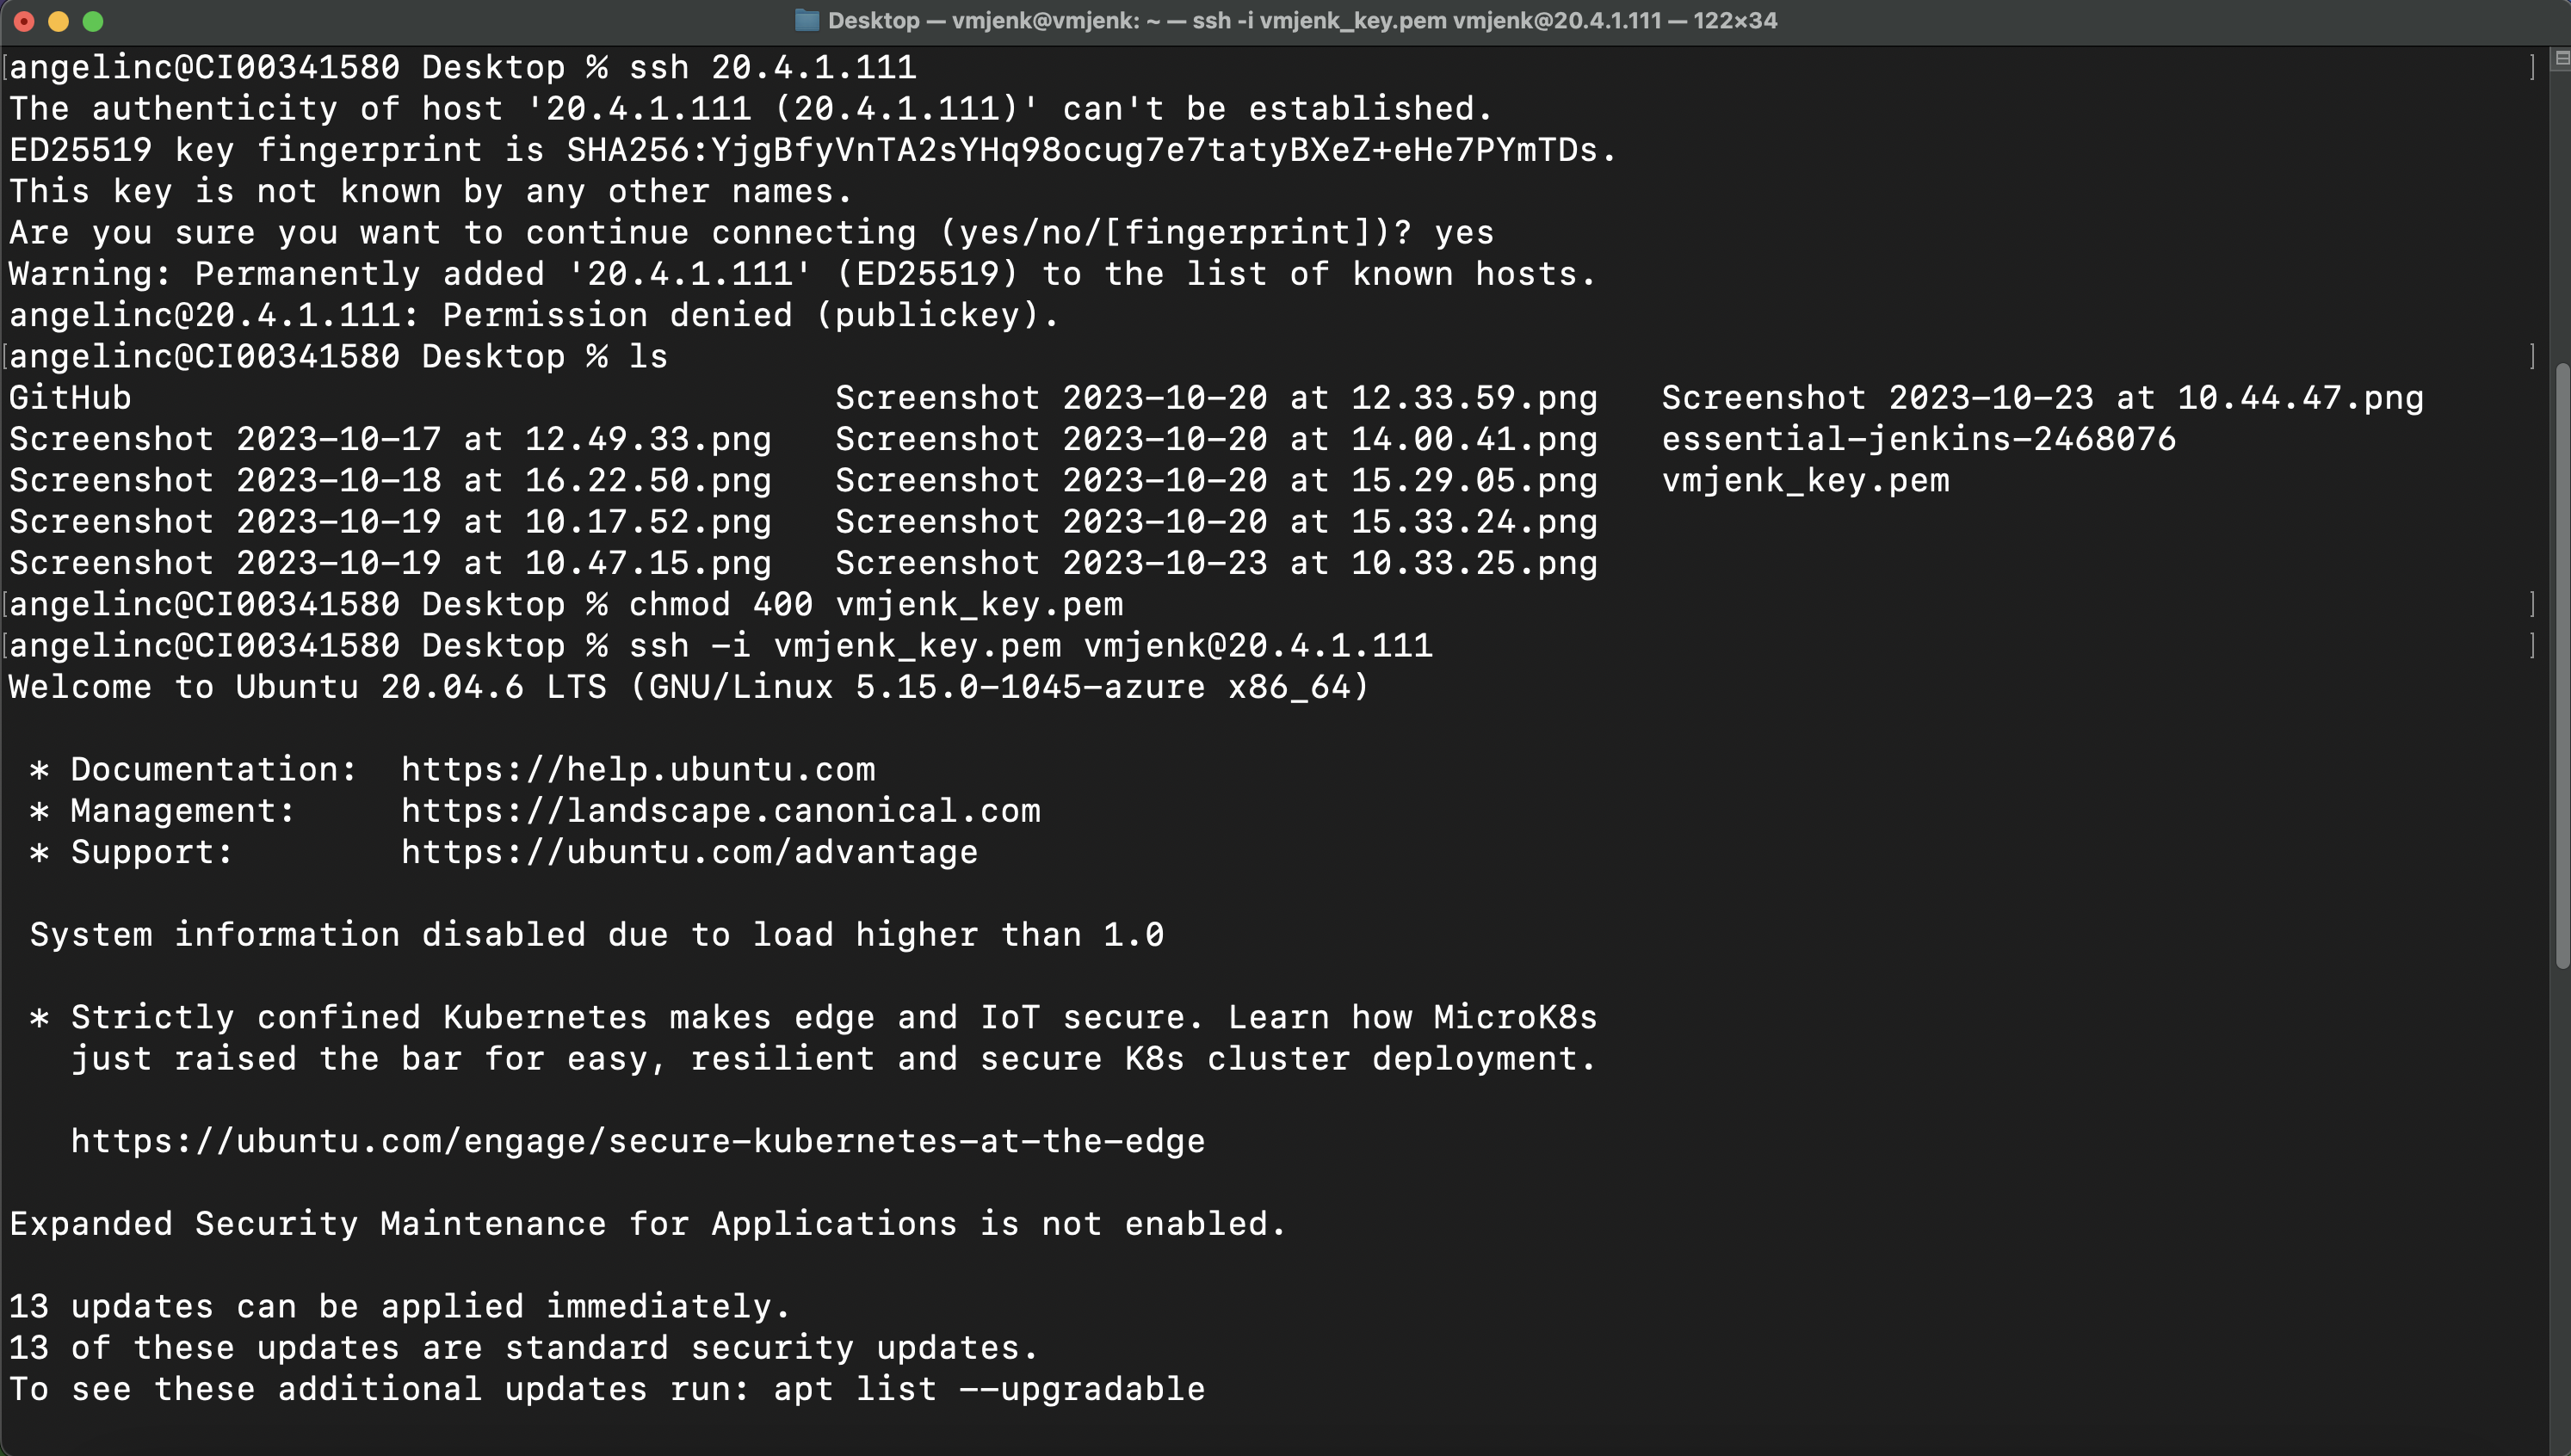 Desktop — vmjenk@vmjenk: ~ — ssh -i vmjenk_key.pem vmjenk@20.4.1.111 — 122×34
[angelinc@CI00341580 Desktop % ssh 20.4.1.111 ]
The authenticity of host '20.4.1.111 (20.4.1.111)' can't be established.
ED25519 key fingerprint is SHA256:YjgBfyVnTA2sYHq98ocug7e7tatyBXeZ+eHe7PYmTDs.
This key is not known by any other names.
Are you sure you want to continue connecting (yes/no/[fingerprint])? yes
Warning: Permanently added '20.4.1.111' (ED25519) to the list of known hosts.
angelinc@20.4.1.111: Permission denied (publickey).
[angelinc@CI00341580 Desktop % ls ]
GitHub Screenshot 2023-10-20 at 12.33.59.png Screenshot 2023-10-23 at 10.44.47.png
Screenshot 2023-10-17 at 12.49.33.png Screenshot 2023-10-20 at 14.00.41.png essential-jenkins-2468076
Screenshot 2023-10-18 at 16.22.50.png Screenshot 2023-10-20 at 15.29.05.png vmjenk_key.pem
Screenshot 2023-10-19 at 10.17.52.png Screenshot 2023-10-20 at 15.33.24.png
Screenshot 2023-10-19 at 10.47.15.png Screenshot 2023-10-23 at 10.33.25.png
[angelinc@CI00341580 Desktop % chmod 400 vmjenk_key.pem ]
[angelinc@CI00341580 Desktop % ssh -i vmjenk_key.pem vmjenk@20.4.1.111 ]
Welcome to Ubuntu 20.04.6 LTS (GNU/Linux 5.15.0-1045-azure x86_64)
* Documentation: https://help.ubuntu.com
* Management: https://landscape.canonical.com
* Support: https://ubuntu.com/advantage
System information disabled due to load higher than 1.0
* Strictly confined Kubernetes makes edge and IoT secure. Learn how MicroK8s
just raised the bar for easy, resilient and secure K8s cluster deployment.
https://ubuntu.com/engage/secure-kubernetes-at-the-edge
Expanded Security Maintenance for Applications is not enabled.
13 updates can be applied immediately.
13 of these updates are standard security updates.
To see these additional updates run: apt list --upgradable